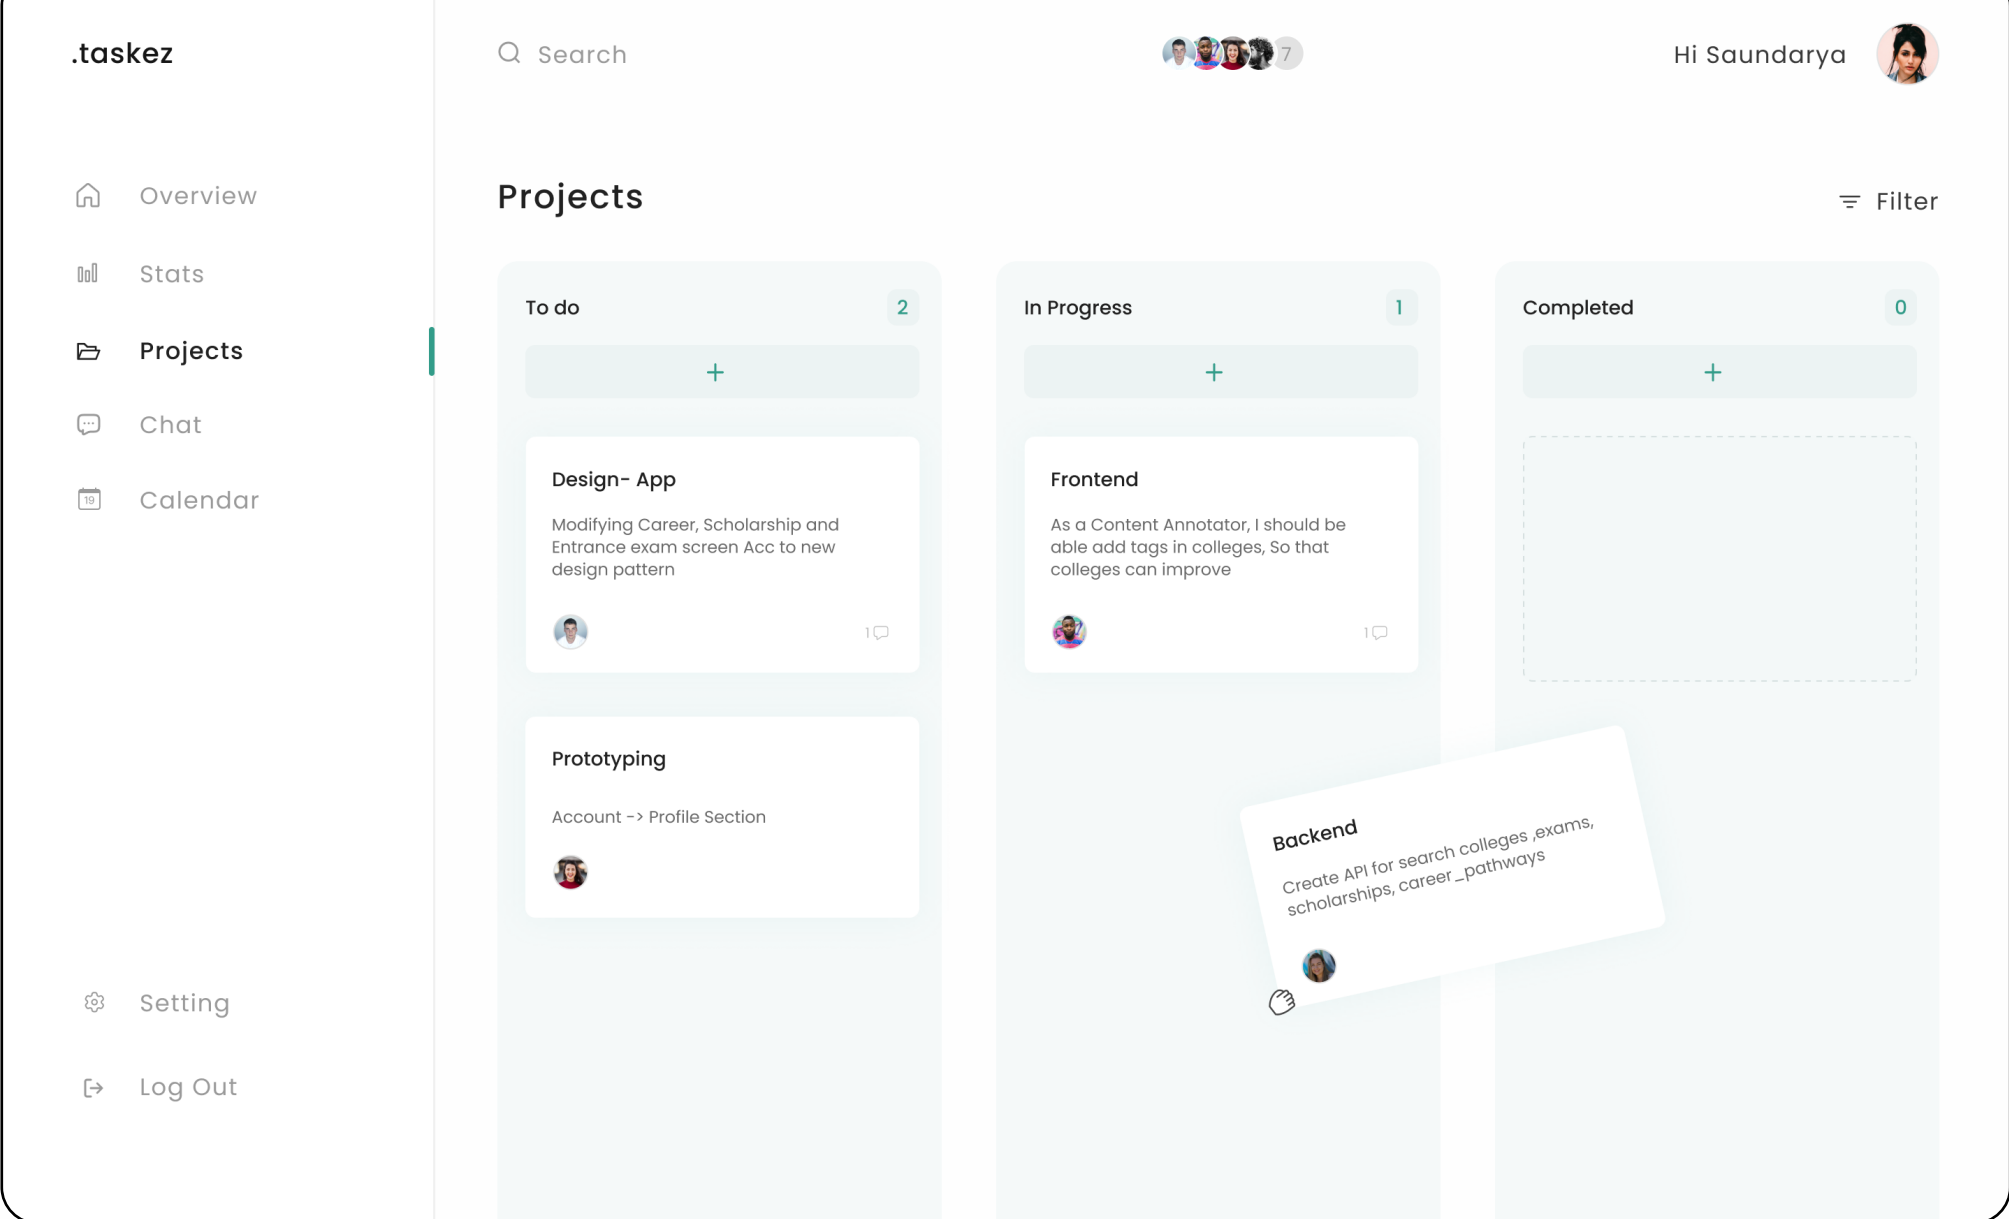 .taskez
Search
7
Hi Saundarya
Overview
Stats
Projects
Chat
19
Calendar
Setting
Log Out
Projects
Filter
To do
2
+
Design- App
Modifying Career, Scholarship and
Entrance exam screen Acc to new
design pattern
1
Prototyping
Account -> Profile Section
In Progress
1
+
Frontend
As a Content Annotator, I should be
able add tags in colleges, So that
colleges can improve
1
Completed
0
+
Backend
Create API for search colleges ,exams,
scholarships, career_pathways